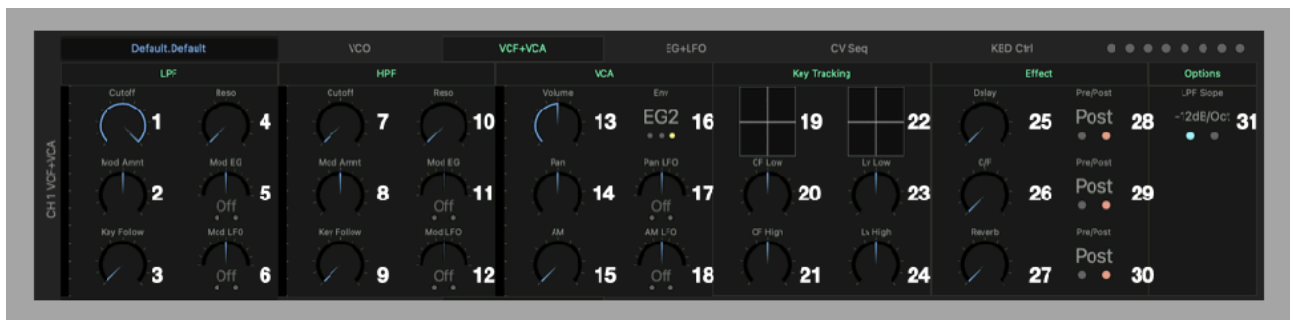 Default.Default VCO VCF+VCA EG+LFO CV Seq KBD Ctrl
LPF HPF VCA Key Tracking Effect Options
Cutoff Reso Cutoff Reso Volume Env Delay Pre/Post LPF Slope
1 4 7 10 13 EG2 16 19 22 25 Post 28 -12dB/Oct 31
Mod Amnt Mod EG Mod Amnt Mod EG Pan Pan LFO CF Low Lv Low C/F Pre/Post
2 Off 5 8 Off 11 14 Off 17 20 23 26 Post 29
CH 1 VCF+VCA
Key Follow Mod LFO Key Follow Mod LFO AM AM LFO CF High Lv High Reverb Pre/Post
3 Off 6 9 Off 12 15 Off 18 21 24 27 Post 30